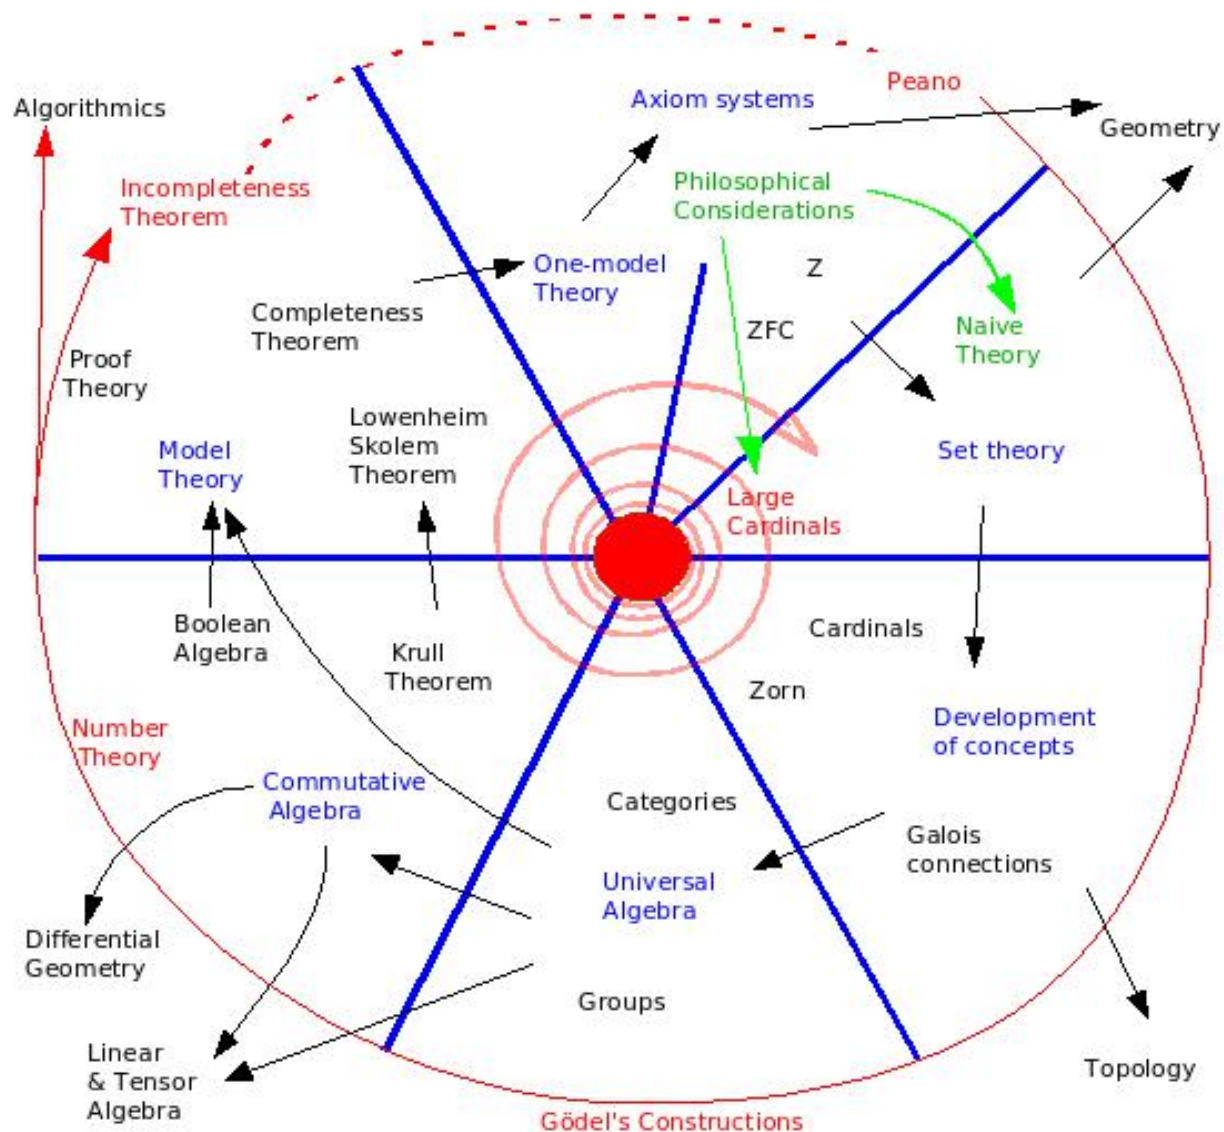 Peano
Axiom systems
Algorithmics
Geometry
Philosophical
Considerations
Incompleteness
Theorem
One-model
Theory
Z
Completeness
Theorem
ZFC
Naive
Theory
Proof
Theory
Lowenheim
Skolem
Theorem
Model
Theory
Set theory
Large
Cardinals
Boolean
Algebra
Cardinals
Krull
Theorem
Zorn
Number
Theory
Development
of concepts
Commutative
Algebra
Categories
Galois
connections
Universal
Algebra
Differential
Geometry
Groups
Linear
& Tensor
Algebra
Topology
Gödel's Constructions